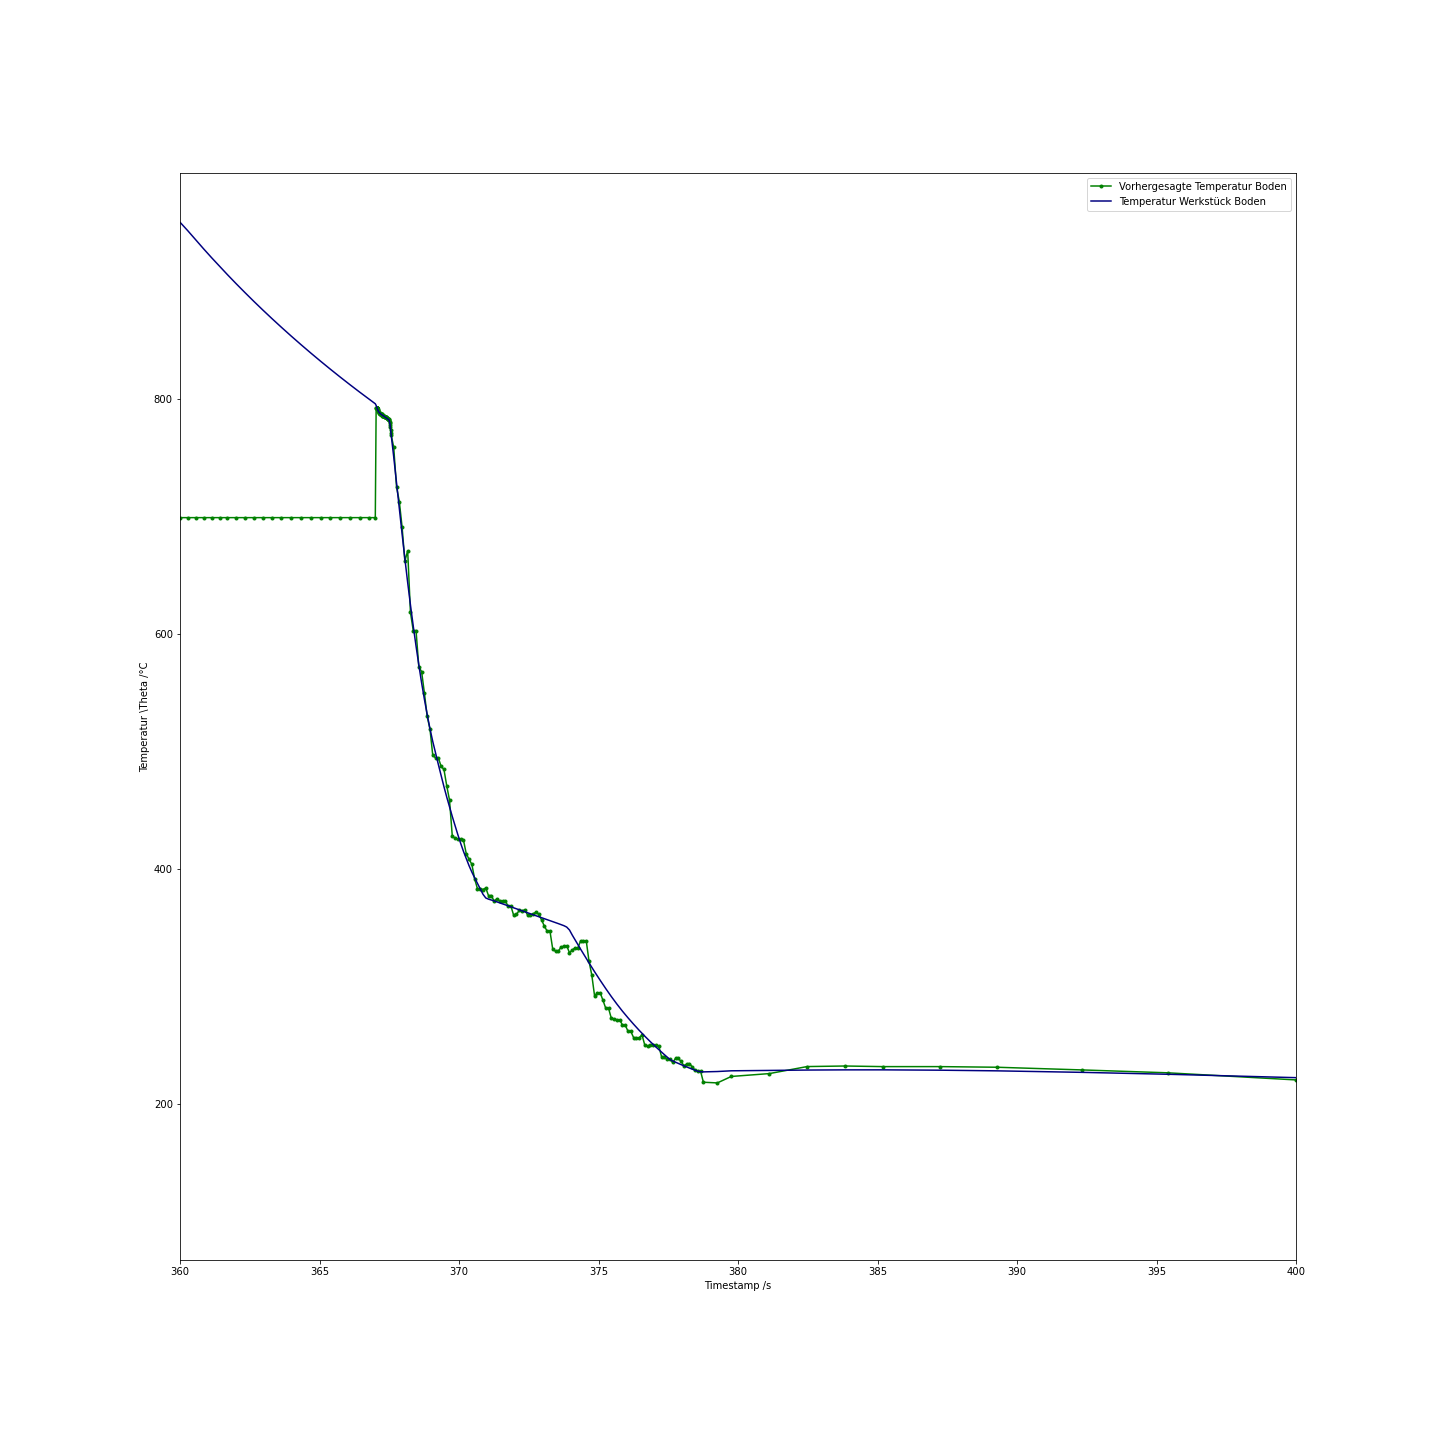 Vorhergesagte Temperatur Boden
Temperatur Werkstück Boden
800
600
400
200
Temperatur \Theta /°C
360 365 370 375 380 385 390 395 400
Timestamp /s